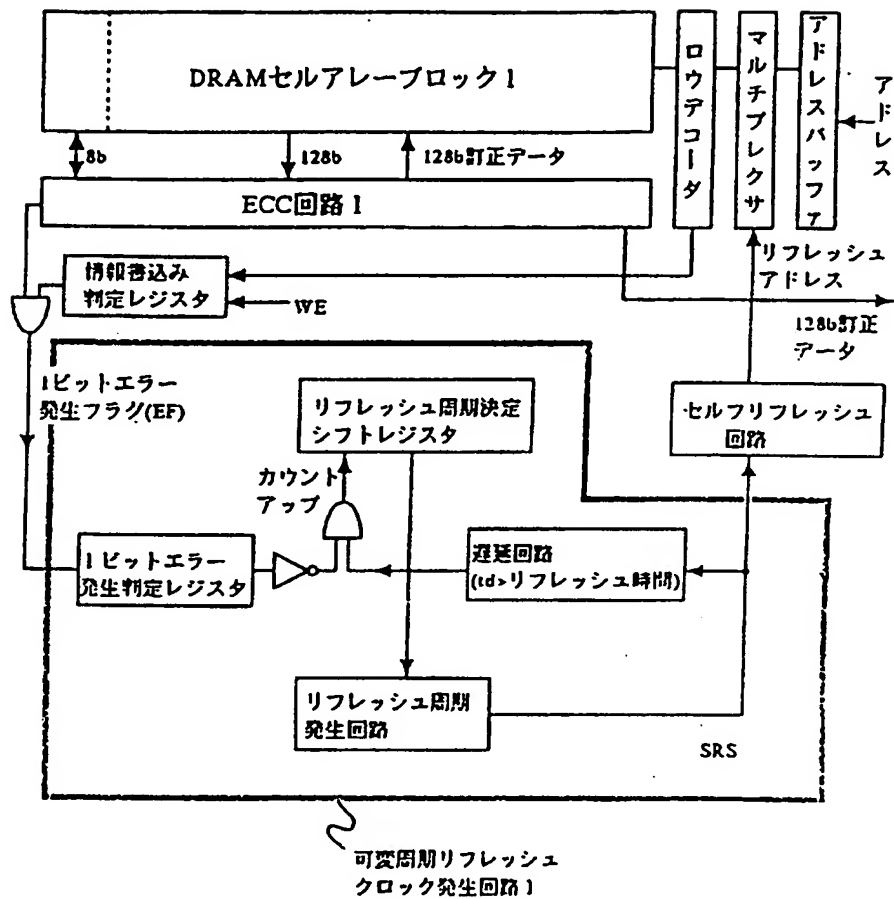 DRAMセルアレーブロック1
ロウデコーダ
マルチプレクサ
アドレスバッファ
アドレス
8b
128b
128b訂正データ
ECC回路1
情報書込み
判定レジスタ
WE
リフレッシュ
アドレス
128b訂正
データ
1ビットエラー
発生フラグ(EF)
リフレッシュ周期決定
シフトレジスタ
セルフリフレッシュ
回路
カウント
アップ
1ビットエラー
発生判定レジスタ
遅延回路
(td>リフレッシュ時間)
リフレッシュ周期
発生回路
SRS
可変周期リフレッシュ
クロック発生回路1